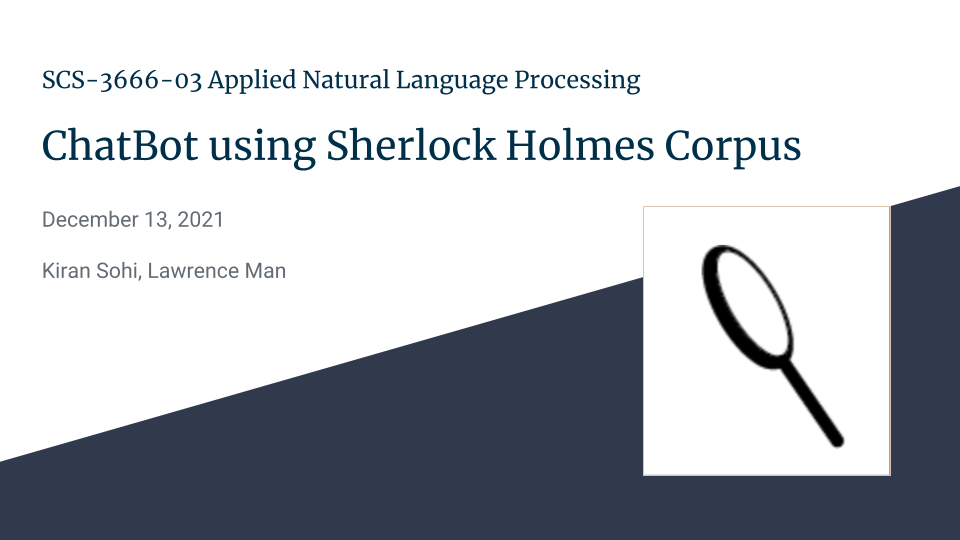 SCS-3666-03 Applied Natural Language Processing
ChatBot using Sherlock Holmes Corpus
December 13, 2021
Kiran Sohi, Lawrence Man